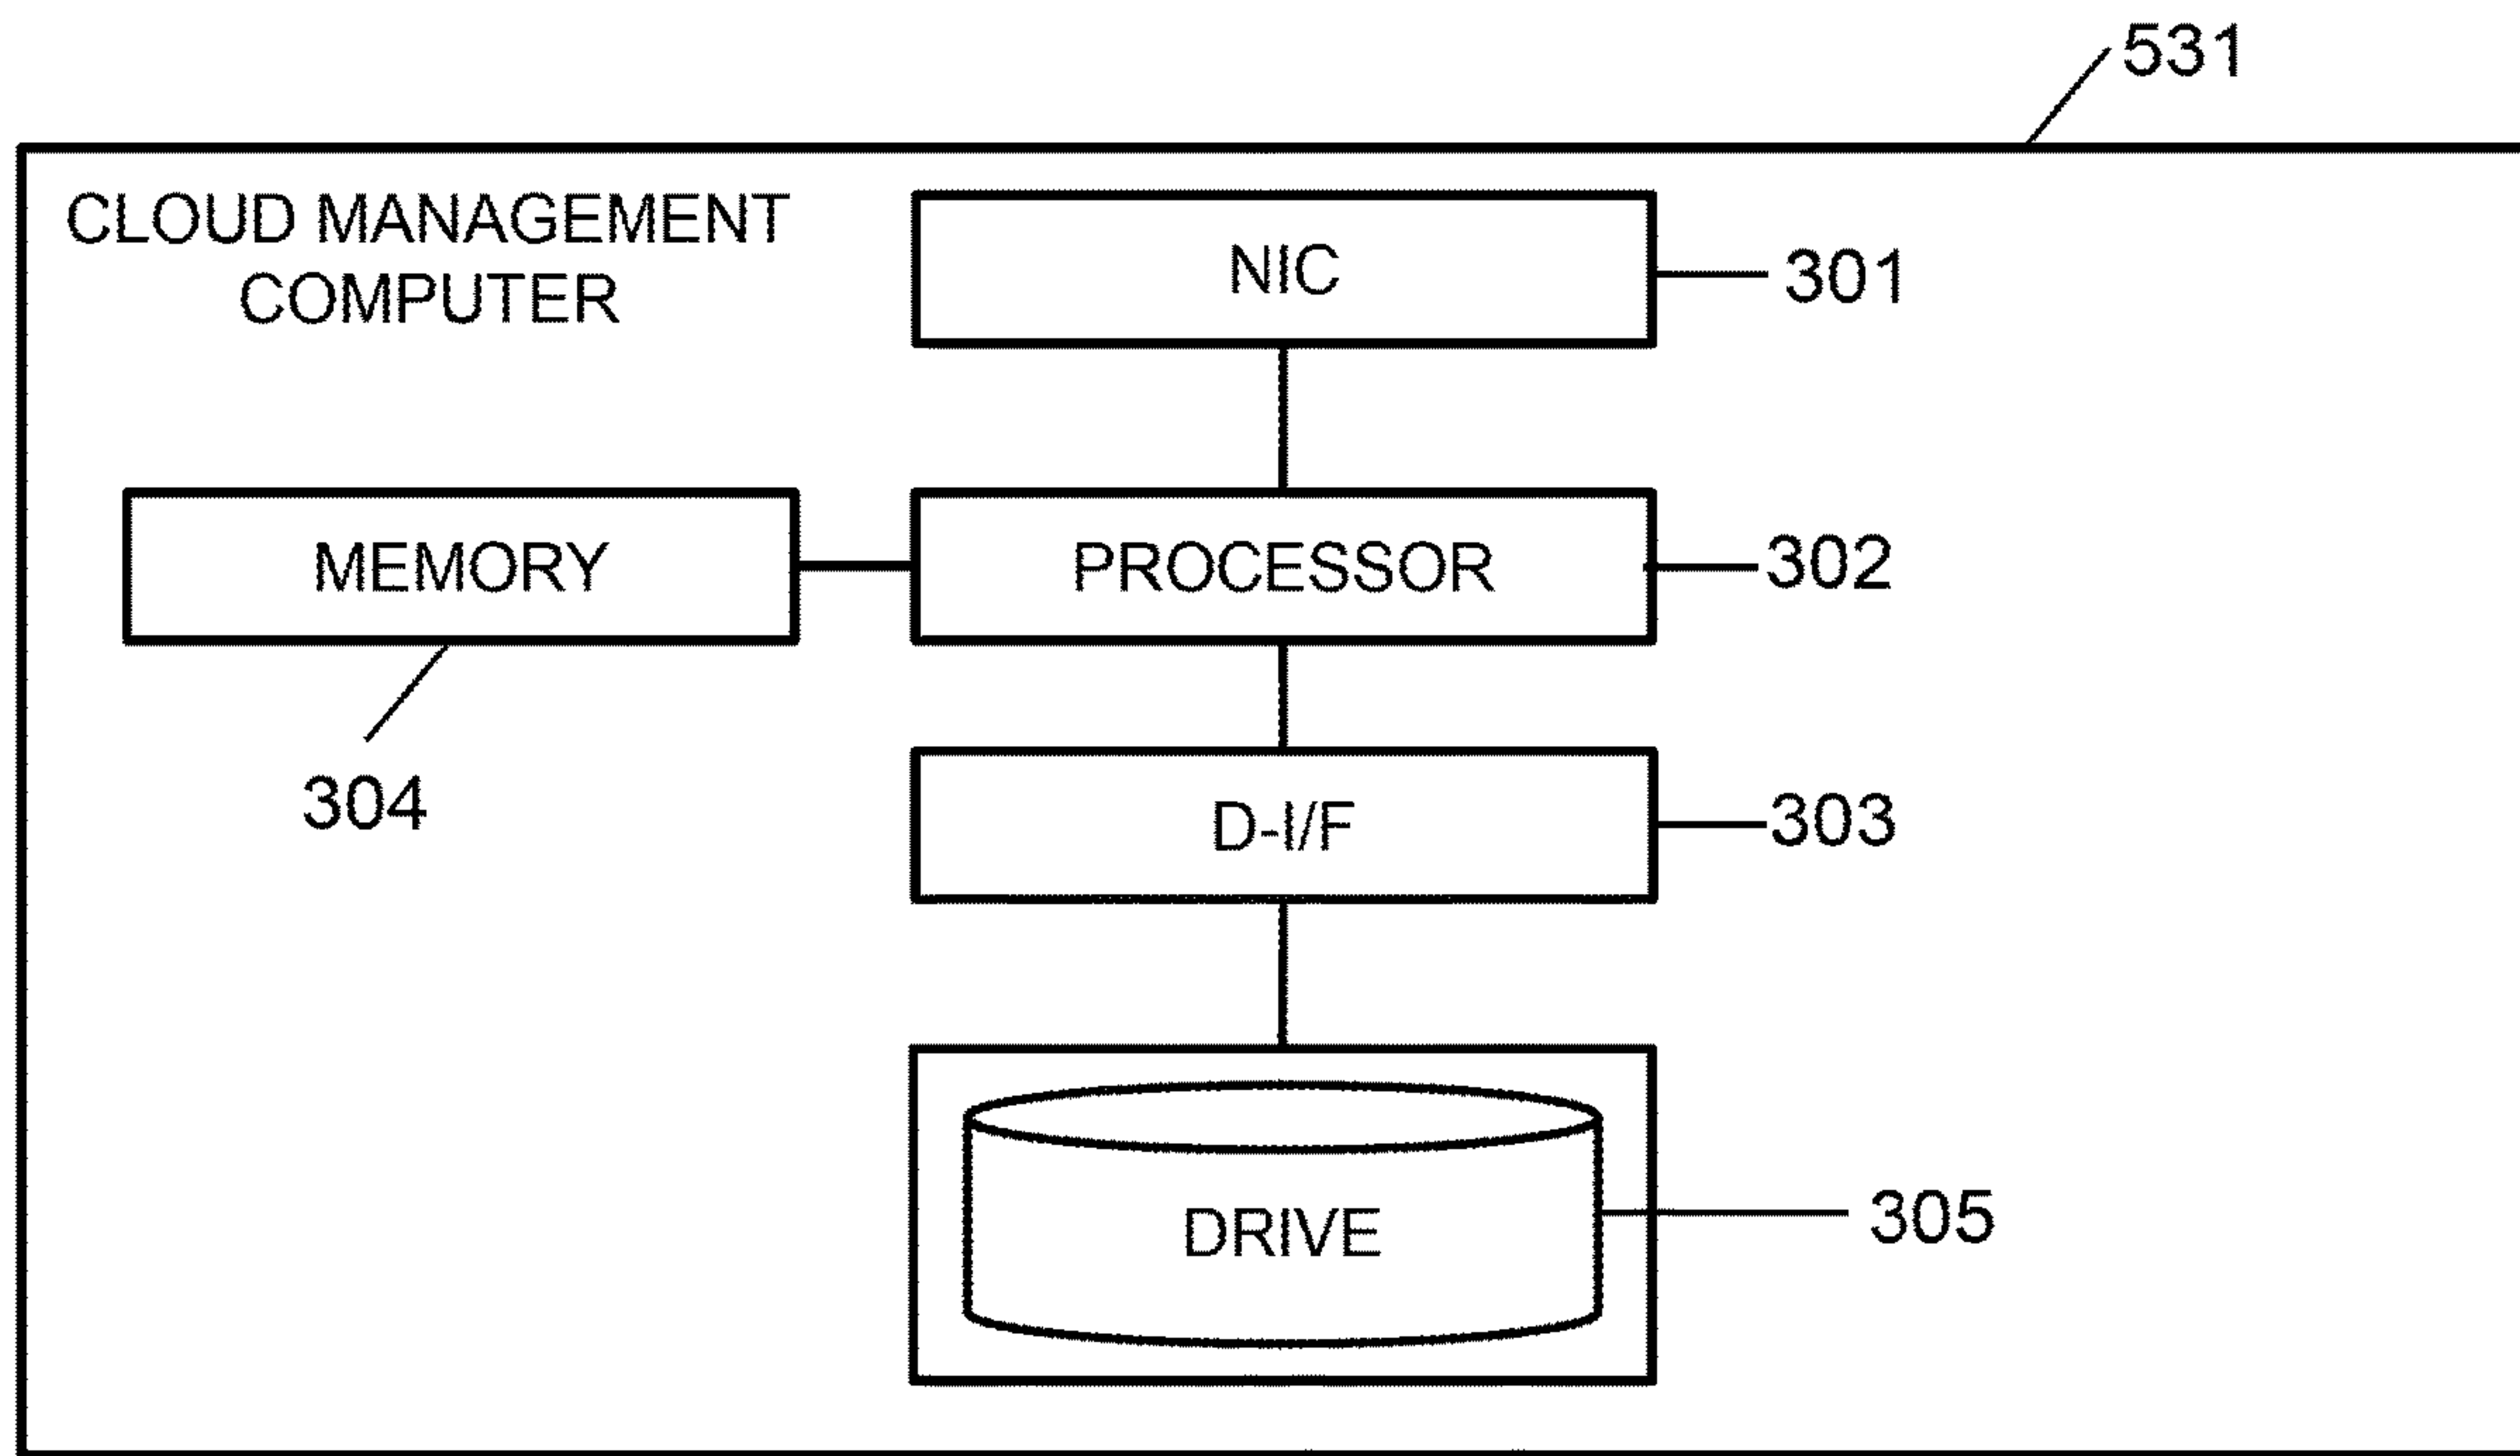 531
CLOUD MANAGEMENT
COMPUTER
NIC
301
MEMORY
PROCESSOR
302
304
D-I/F
303
DRIVE
305